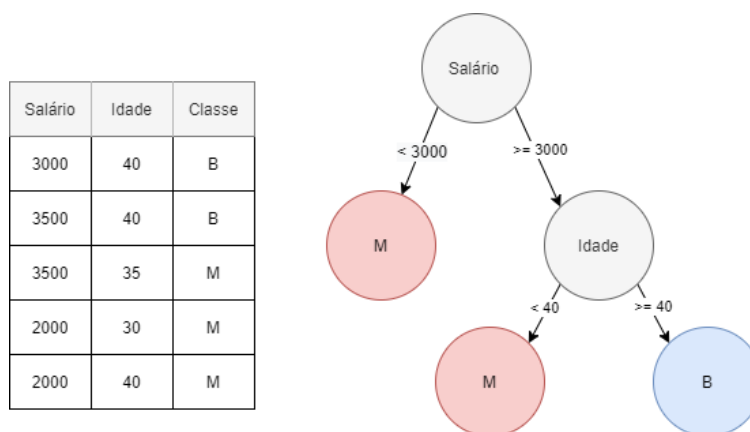 Salário Idade Classe
3000 40 B
3500 40 B
3500 35 M
2000 30 M
2000 40 M
Salário
< 3000 >= 3000
M Idade
< 40 >= 40
M B